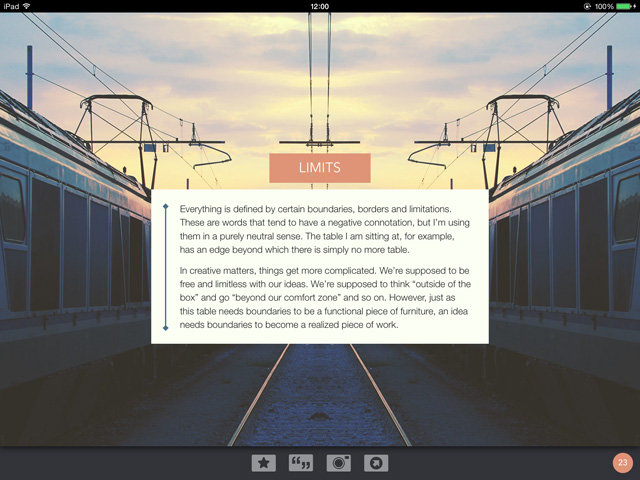 iPad
12:00
100%
LIMITS
Everything is defined by certain boundaries, borders and limitations.
These are words that tend to have a negative connotation, but I'm using
them in a purely neutral sense. The table I am sitting at, for example,
has an edge beyond which there is simply no more table.
In creative matters, things get more complicated. We're supposed to be
free and limitless with our ideas. We're supposed to think “outside of the
box” and go “beyond our comfort zone” and so on. However, just as
this table needs boundaries to be a functional piece of furniture, an idea
needs boundaries to become a realized piece of work.
23